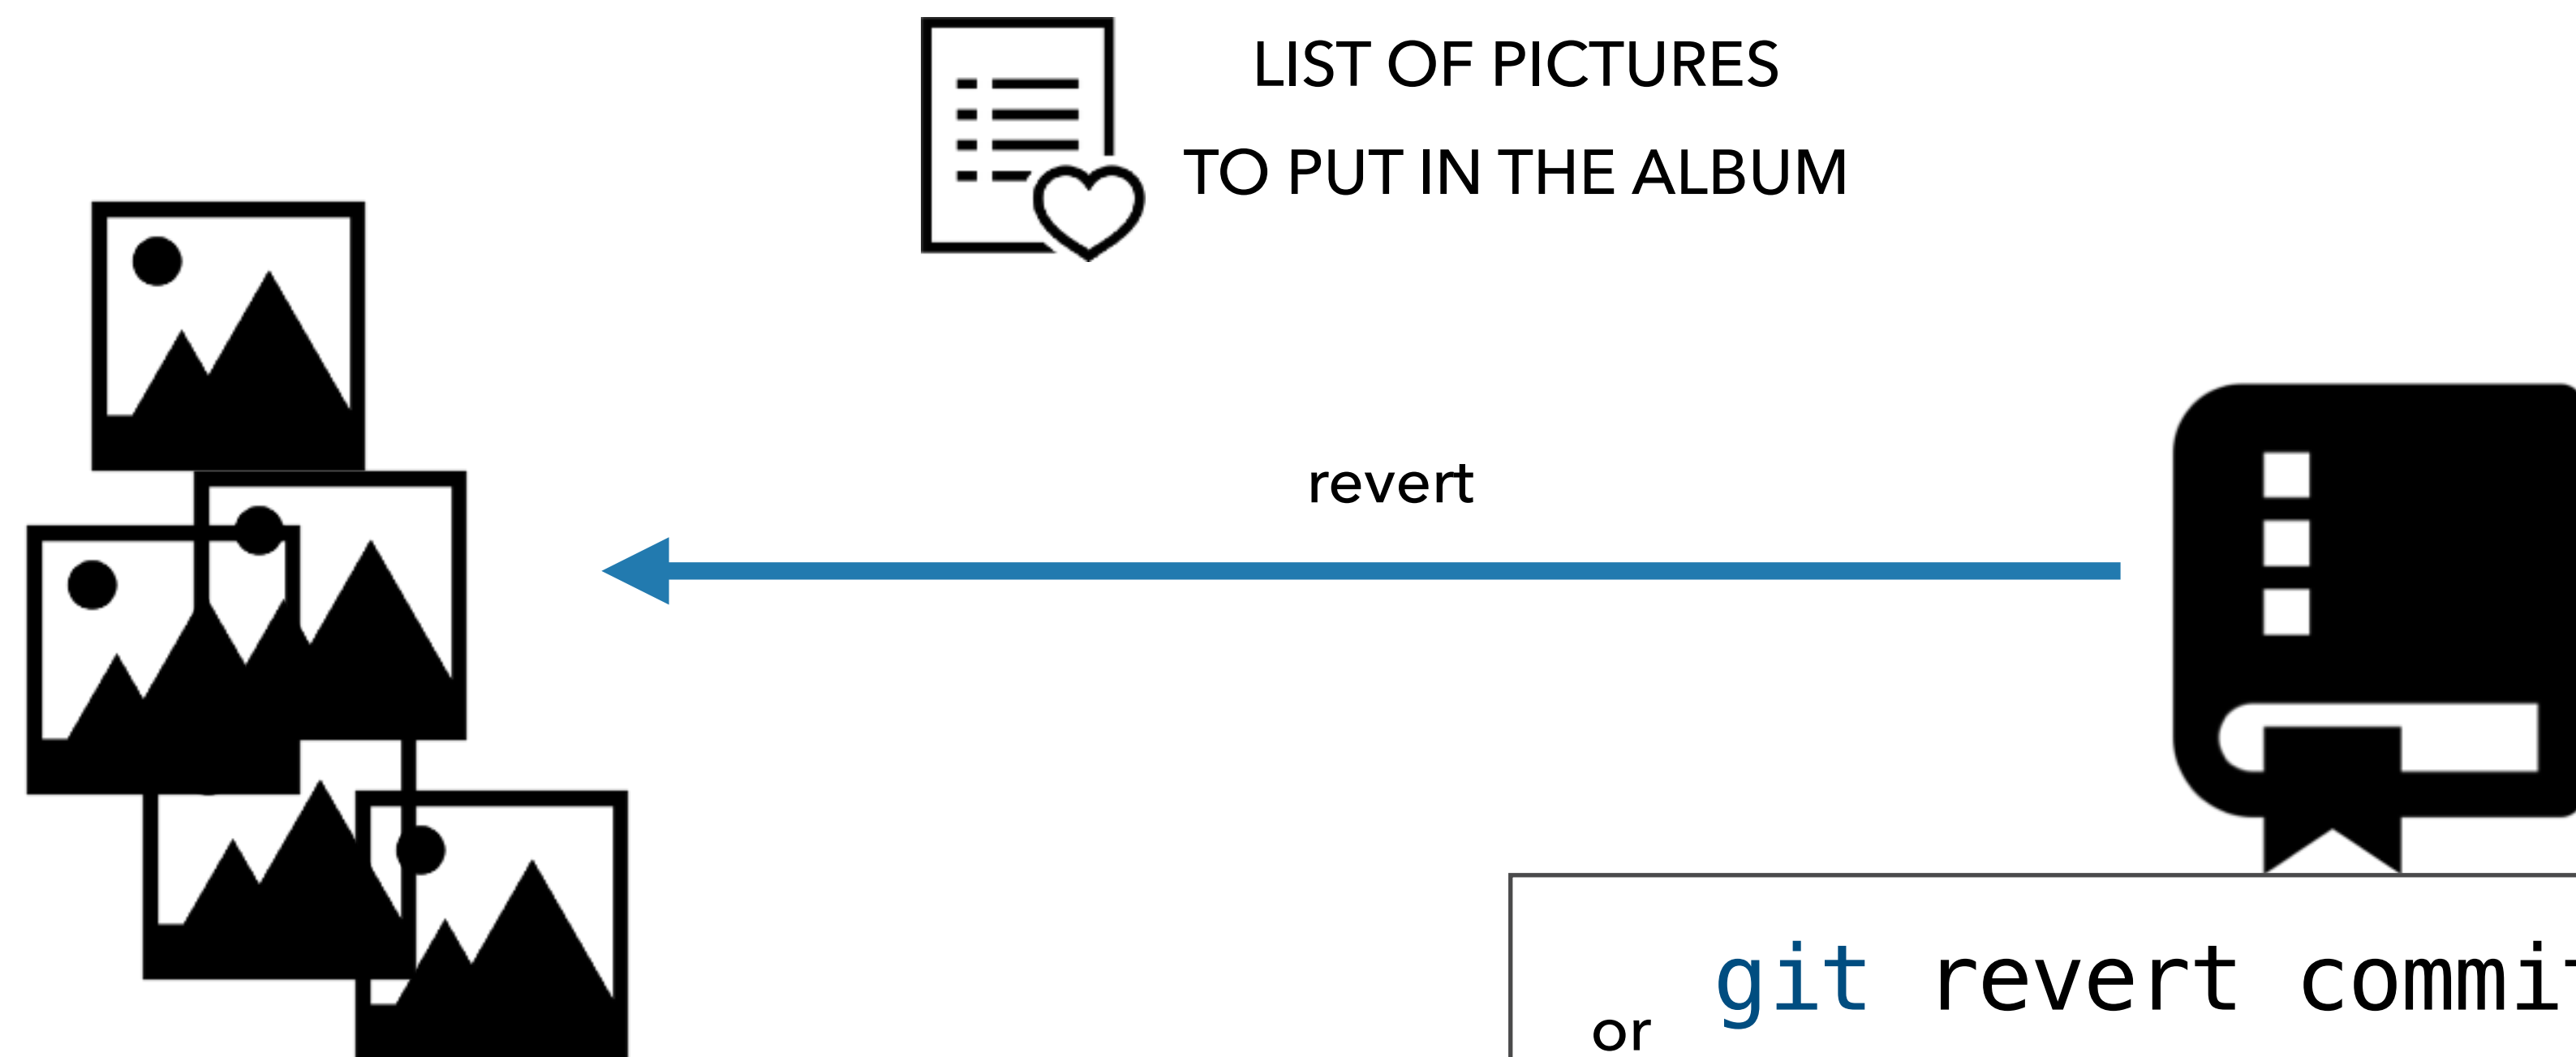 LIST OF PICTURES
TO PUT IN THE ALBUM
revert
git revert
or